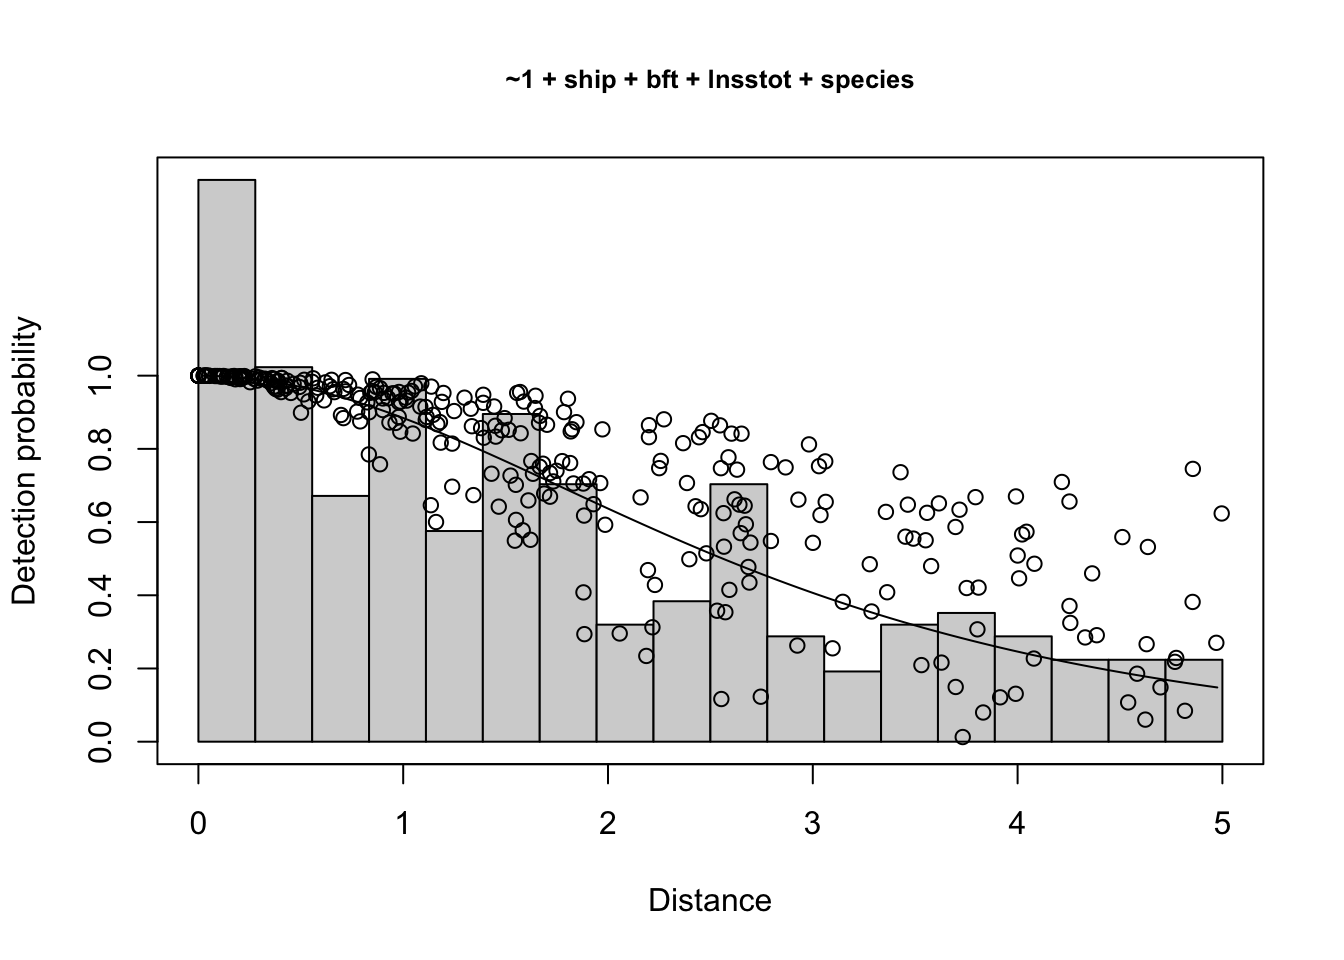 ~1 + ship + bft + lnsstot + species
Detection probability
1.0
0.8
0.6
0.4
0.2
0.0
0 1 2 3 4 5
Distance